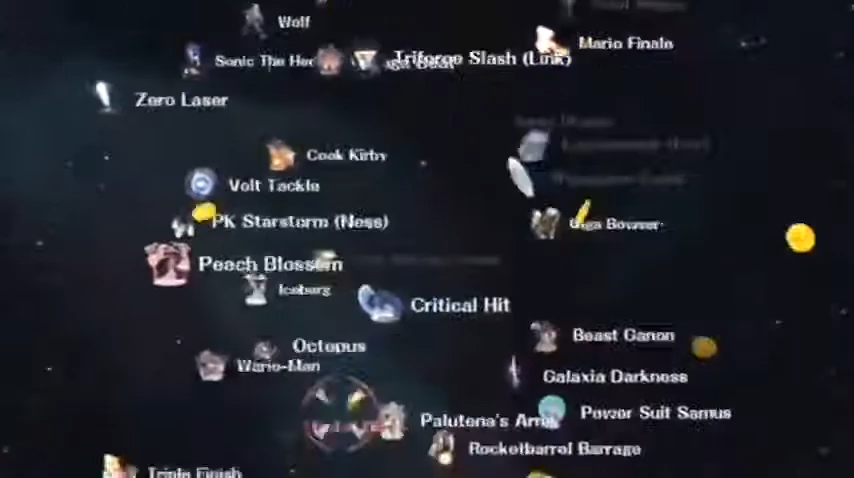 Wolf
Mario Finale
Sonic The
Triforce Slash (Link)
Zero Laser
Cook Kirby
Volt Tackle
PK Starstorm (Ness)
Giga Bowser
Peach Blossom
Iceberg
Critical Hit
Beast Ganon
Octopus
Wario-Man
Galaxia Darkness
Power Suit Samus
Palutena's
Rocketbarrel Barrage
Triple Finish